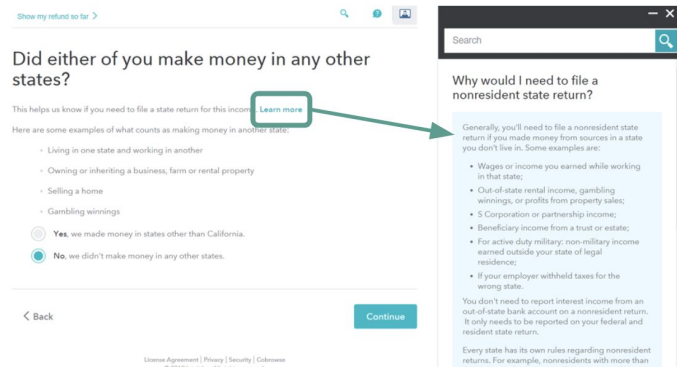 Show my refund so far >
Did either of you make money in any other
states?
This helps us know if you need to file a state return for this income. Learn more
Here are some examples of what counts as making money in another state:
Living in one state and working in another
Owning or inheriting a business, farm or rental property
Selling a home
Gambling winnings
Yes, we made money in states other than California.
No, we didn't make money in any other states.
< Back
Continue
License Agreement | Privacy | Security | Cobrowse
Search
Why would I need to file a
nonresident state return?
Generally, you'll need to file a nonresident state
return if you made money from sources in a state
you don't live in. Some examples are:
• Wages or income you earned while working
in that state;
• Out-of-state rental income, gambling
winnings, or profits from property sales;
• S Corporation or partnership income;
• Beneficiary income from a trust or estate;
• For active duty military: non-military income
earned outside your state of legal
residence;
• If your employer withheld taxes for the
wrong state.
You don't need to report interest income from an
out-of-state bank account on a nonresident return.
It only needs to be reported on your federal and
resident state return.
Every state has its own rules regarding nonresident
returns. For example, nonresidents with more than